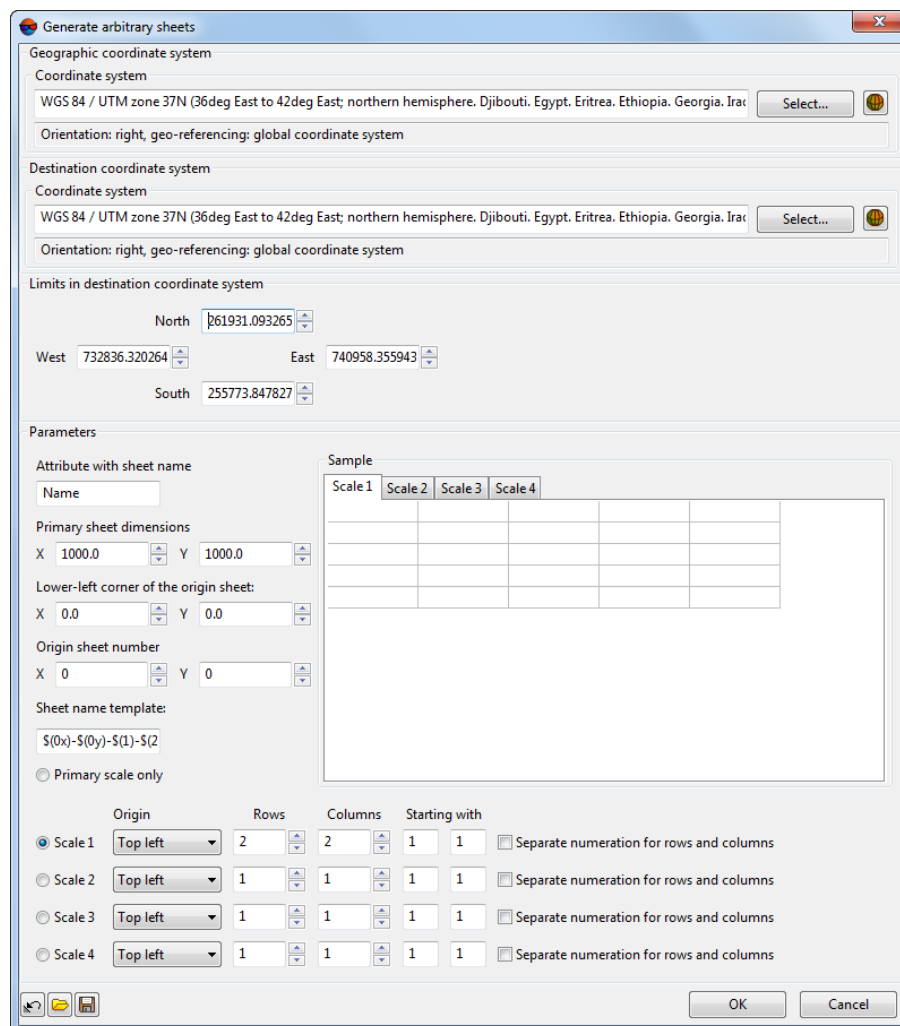 Generate arbitrary sheets
Geographic coordinate system
Coordinate system
WGS 84 / UTM zone 37N (36deg East to 42deg East; northern hemisphere. Djibouti. Egypt. Eritrea. Ethiopia. Georgia. Iraq
Select...
Orientation: right, geo-referencing: global coordinate system
Destination coordinate system
Coordinate system
WGS 84 / UTM zone 37N (36deg East to 42deg East; northern hemisphere. Djibouti. Egypt. Eritrea. Ethiopia. Georgia. Iraq
Select...
Orientation: right, geo-referencing: global coordinate system
Limits in destination coordinate system
North 261931.093265
West 732836.320264 East 740958.355943
South 255773.847827
Parameters
Attribute with sheet name
Name
Primary sheet dimensions
X 1000.0 Y 1000.0
Lower-left corner of the origin sheet:
X 0.0 Y 0.0
Origin sheet number
X 0 Y 0
Sheet name template:
$(0x)-$(0y)-$(1)-$(2
Primary scale only
Sample
Scale 1 Scale 2 Scale 3 Scale 4
Origin Rows Columns Starting with
Scale 1 Top left 2 2 1 1 Separate numeration for rows and columns
Scale 2 Top left 1 1 1 1 Separate numeration for rows and columns
Scale 3 Top left 1 1 1 1 Separate numeration for rows and columns
Scale 4 Top left 1 1 1 1 Separate numeration for rows and columns
OK Cancel